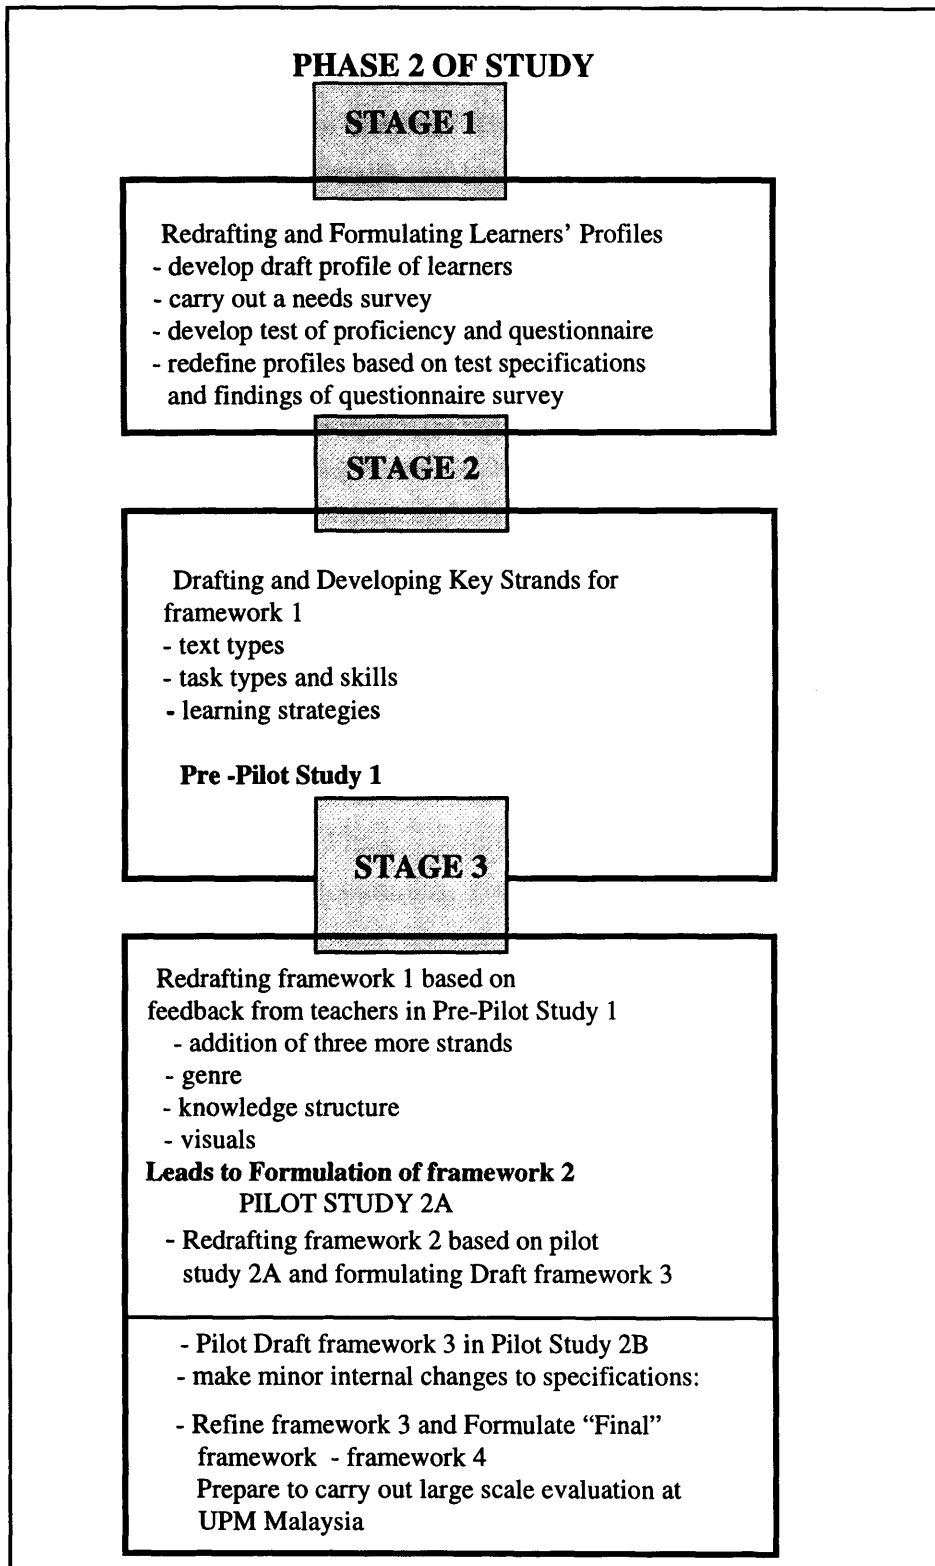 PHASE 2 OF STUDY
STAGE 1
Redrafting and Formulating Learners' Profiles
- develop draft profile of learners
- carry out a needs survey
- develop test of proficiency and questionnaire
- redefine profiles based on test specifications
and findings of questionnaire survey
STAGE 2
Drafting and Developing Key Strands for
framework 1
- text types
- task types and skills
- learning strategies
Pre -Pilot Study 1
STAGE 3
Redrafting framework 1 based on
feedback from teachers in Pre-Pilot Study 1
- addition of three more strands
- genre
- knowledge structure
- visuals
Leads to Formulation of framework 2
PILOT STUDY 2A
- Redrafting framework 2 based on pilot
study 2A and formulating Draft framework 3
- Pilot Draft framework 3 in Pilot Study 2B
- make minor internal changes to specifications:
- Refine framework 3 and Formulate “Final”
framework - framework 4
Prepare to carry out large scale evaluation at
UPM Malaysia